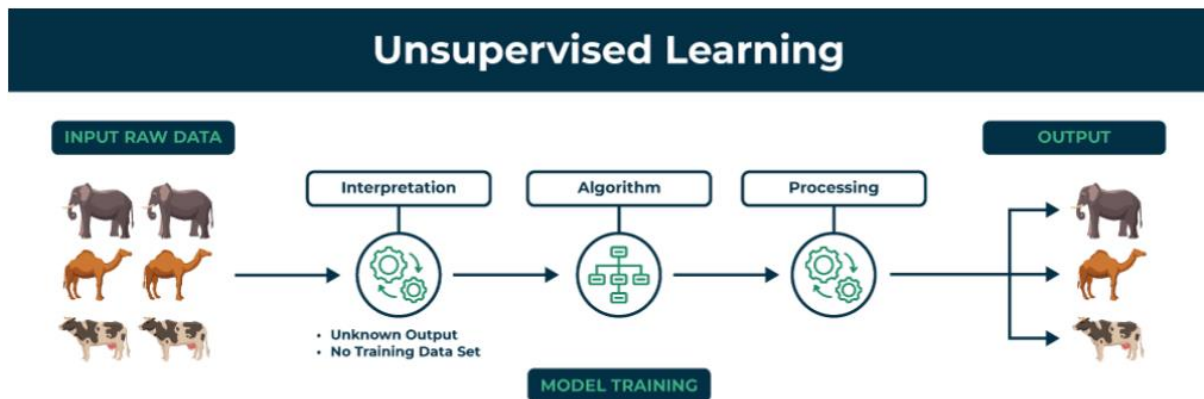 Unsupervised Learning
INPUT RAW DATA
OUTPUT
Interpretation
Algorithm
Processing
• Unknown Output
• No Training Data Set
MODEL TRAINING